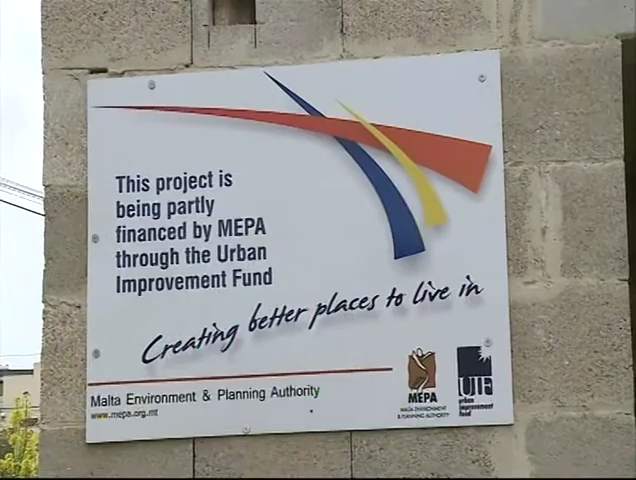 This project is
being partly
financed by MEPA
through the Urban
Improvement Fund
Creating better places to live in
Malta Environment & Planning Authority
www.mepa.org.mt
MEPA
MALTA ENVIRONMENT
& PLANNING AUTHORITY
UIF
urban
improvement
fund